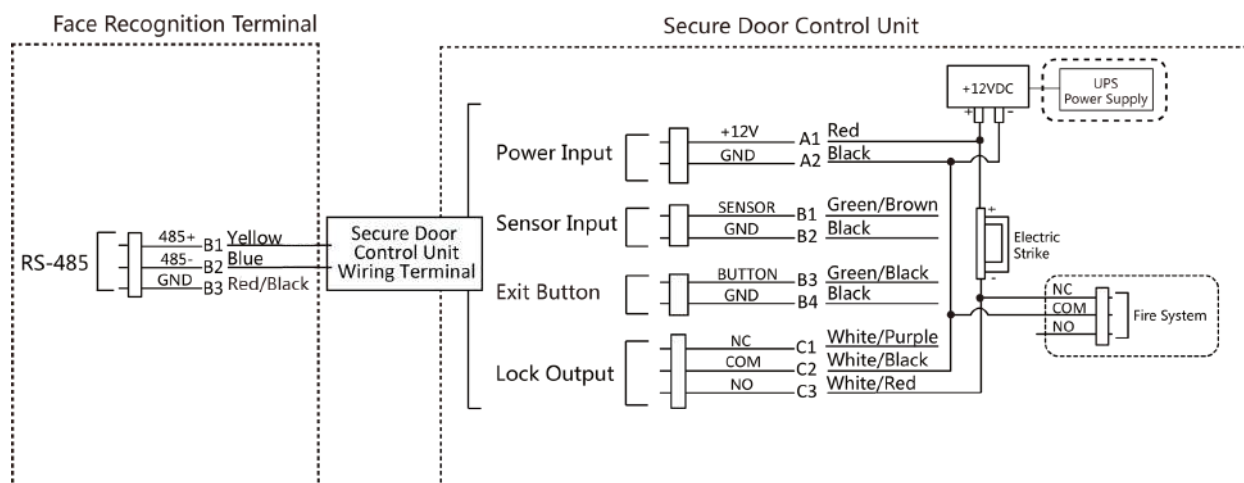 Face Recognition Terminal
Secure Door Control Unit
+12VDC
UPS
Power Supply
+ -
Power Input
+12V A1 Red
GND A2 Black
Sensor Input
SENSOR B1 Green/Brown
GND B2 Black
+
Electric
Strike
-
RS-485
485+ B1 Yellow
485- B2 Blue
GND B3 Red/Black
Secure Door
Control Unit
Wiring Terminal
Exit Button
BUTTON B3 Green/Black
GND B4 Black
NC
COM
NO
Fire System
Lock Output
NC C1 White/Purple
COM C2 White/Black
NO C3 White/Red